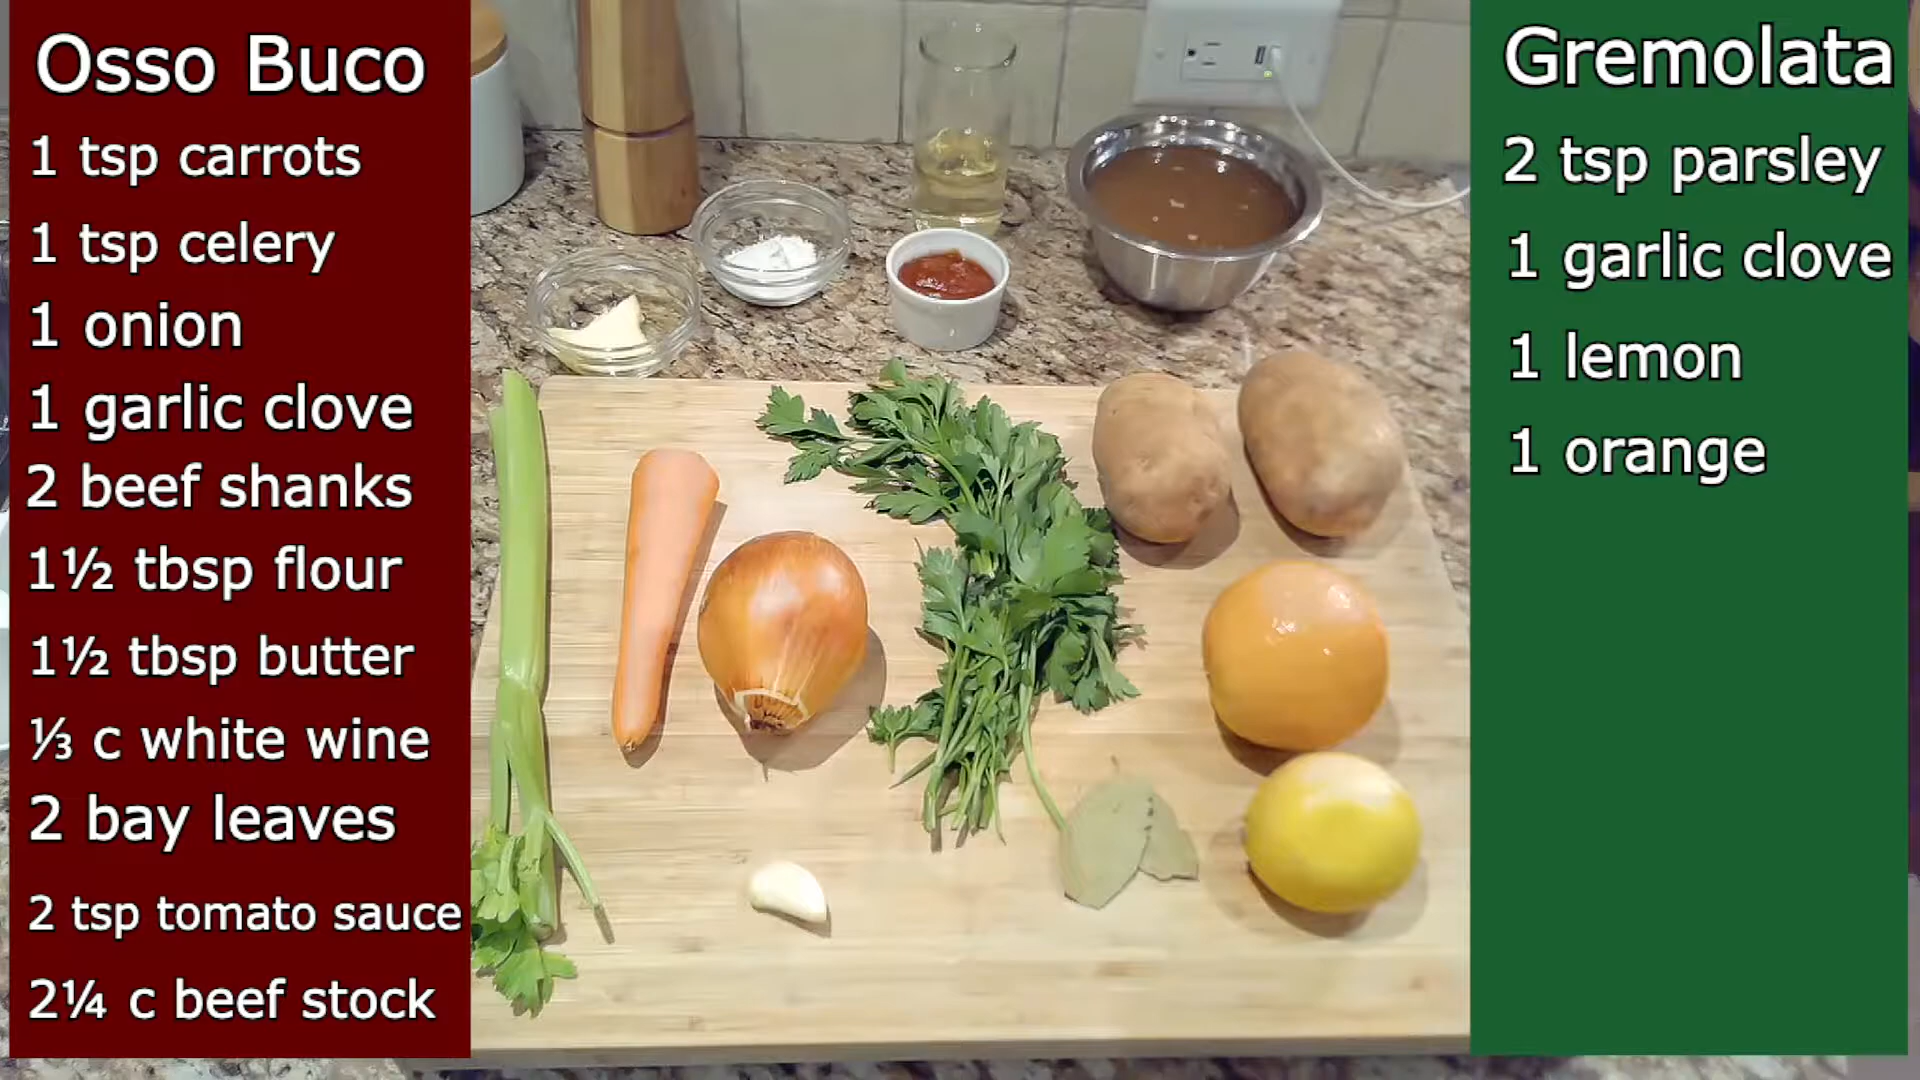 Osso Buco
1 tsp carrots
1 tsp celery
1 onion
1 garlic clove
2 beef shanks
1½ tbsp flour
1½ tbsp butter
⅓ c white wine
2 bay leaves
2 tsp tomato sauce
2¼ c beef stock
Gremolata
2 tsp parsley
1 garlic clove
1 lemon
1 orange